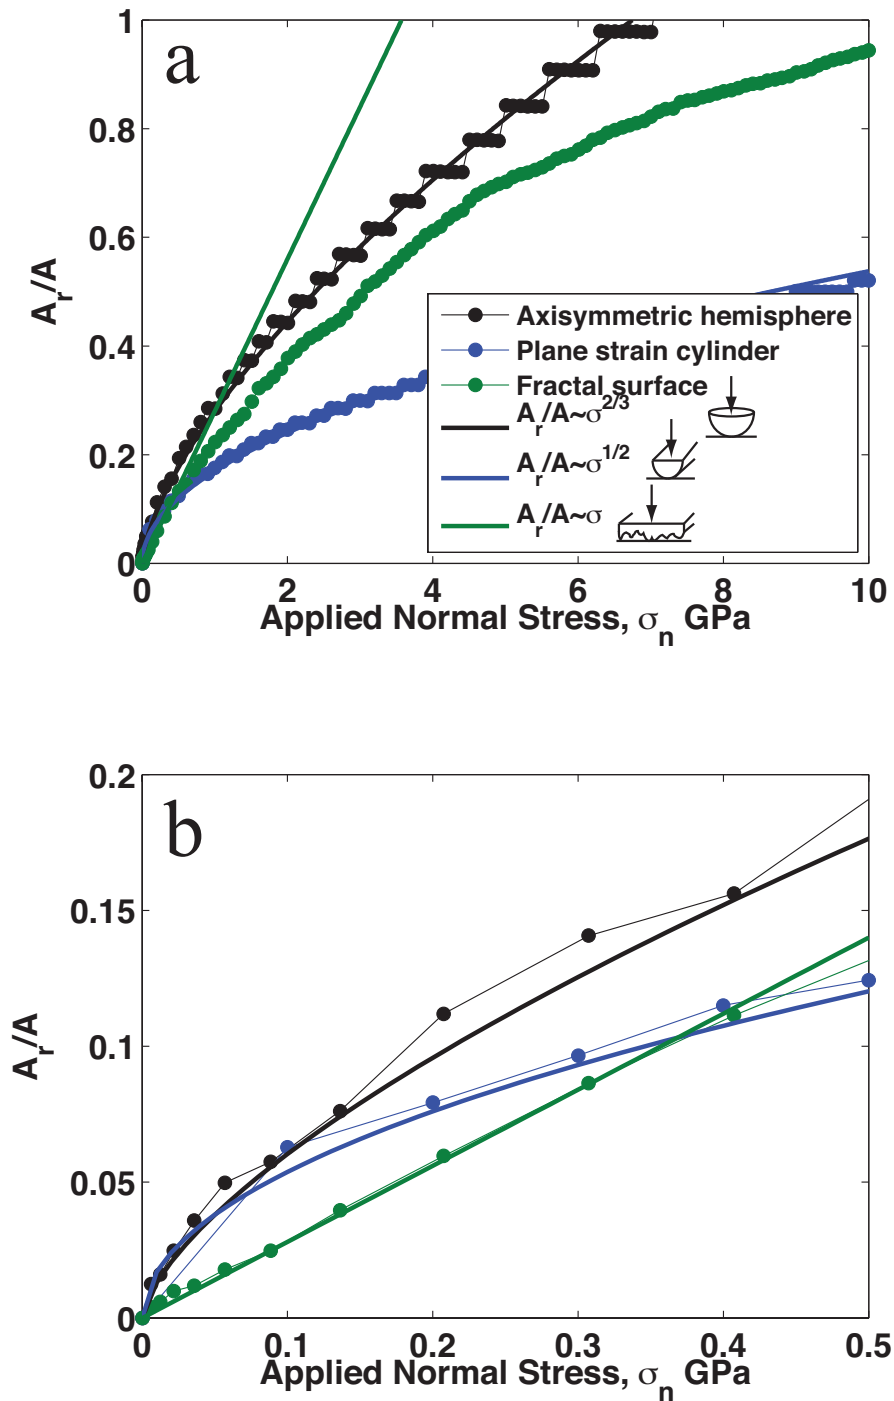 a
1
0.8
0.6
0.4
0.2
0
A_r/A
Axisymmetric hemisphere
Plane strain cylinder
Fractal surface
A_r/A~σ^{2/3}
A_r/A~σ^{1/2}
A_r/A~σ
0 2 4 6 8 10
Applied Normal Stress, σ_n GPa
b
0.2
0.15
0.1
0.05
0
A_r/A
0 0.1 0.2 0.3 0.4 0.5
Applied Normal Stress, σ_n GPa